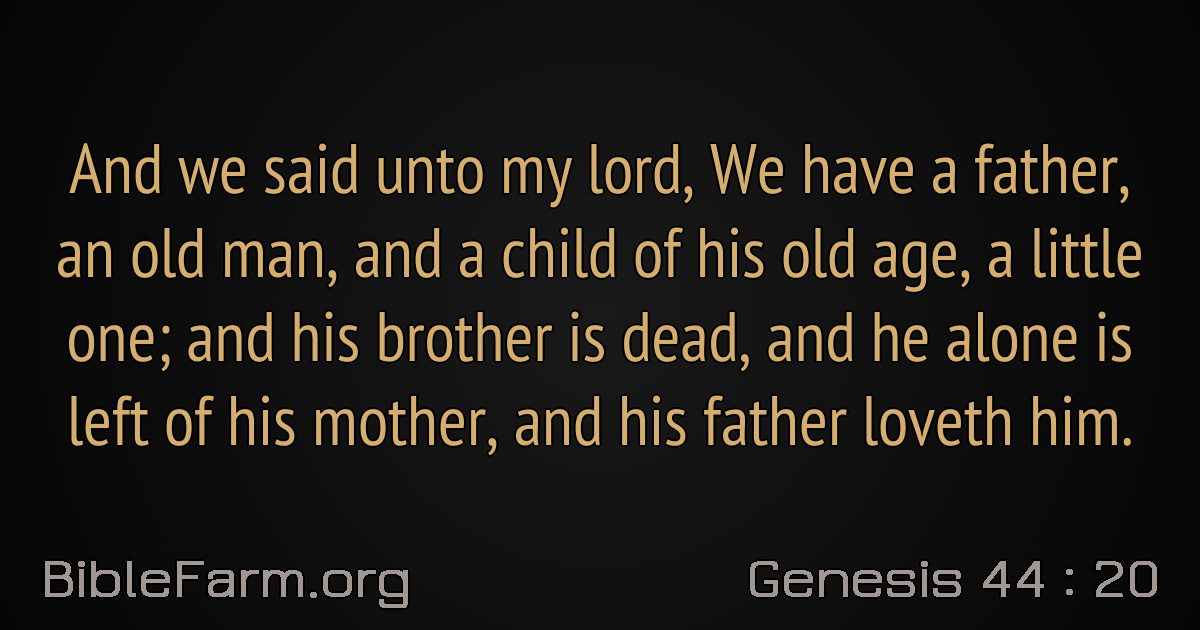 And we said unto my lord, We have a father,
an old man, and a child of his old age, a little
one; and his brother is dead, and he alone is
left of his mother, and his father loveth him.
BibleFarm.org
Genesis 44 : 20